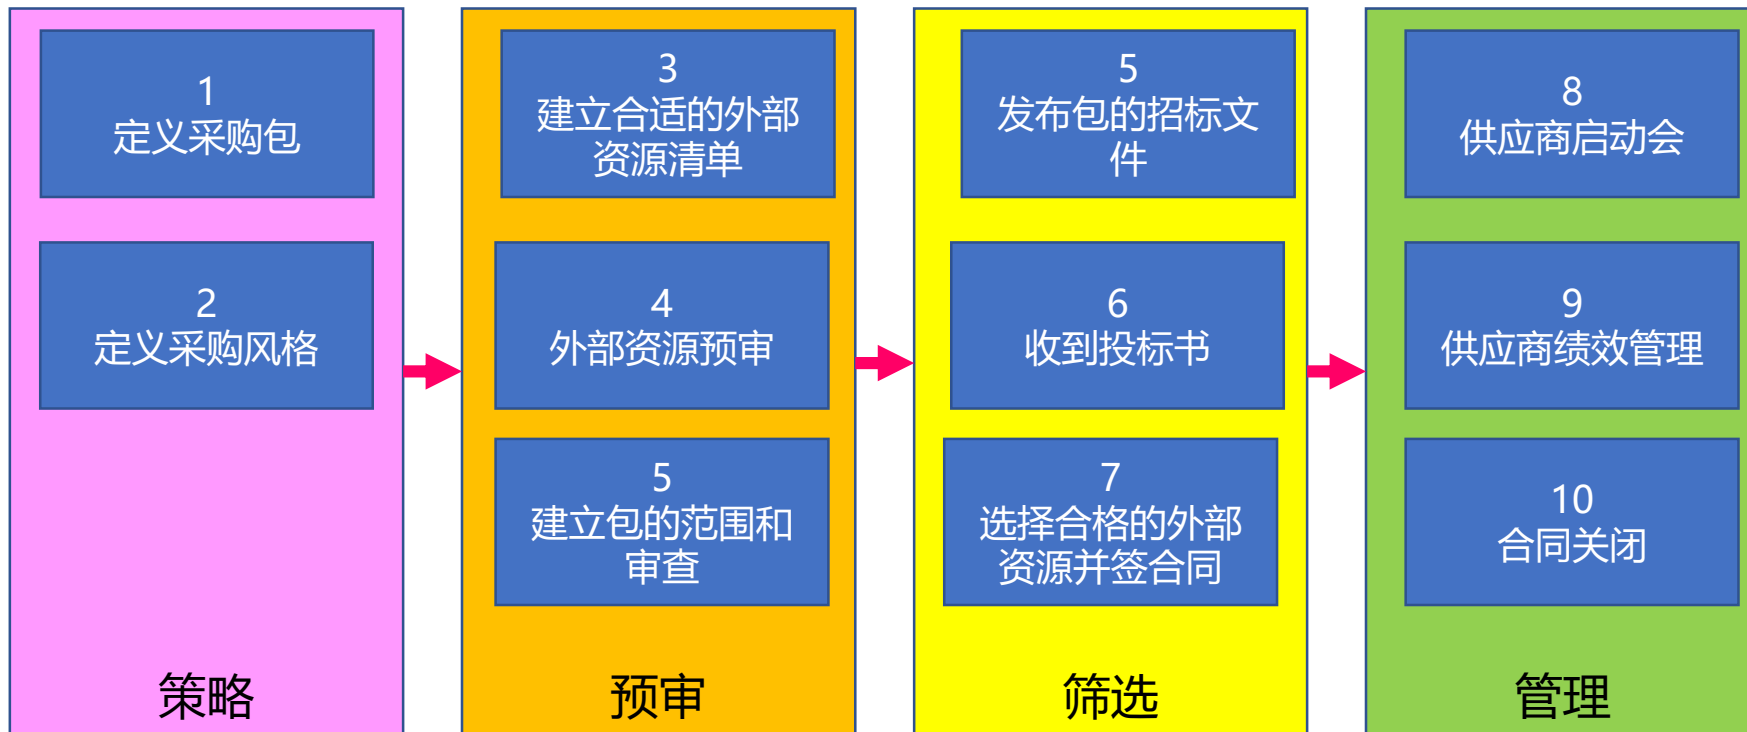 1
定义采购包
2
定义采购风格
策略
3
建立合适的外部
资源清单
4
外部资源预审
5
建立包的范围和
审查
预审
5
发布包的招标文
件
6
收到投标书
7
选择合格的外部
资源并签合同
筛选
8
供应商启动会
9
供应商绩效管理
10
合同关闭
管理